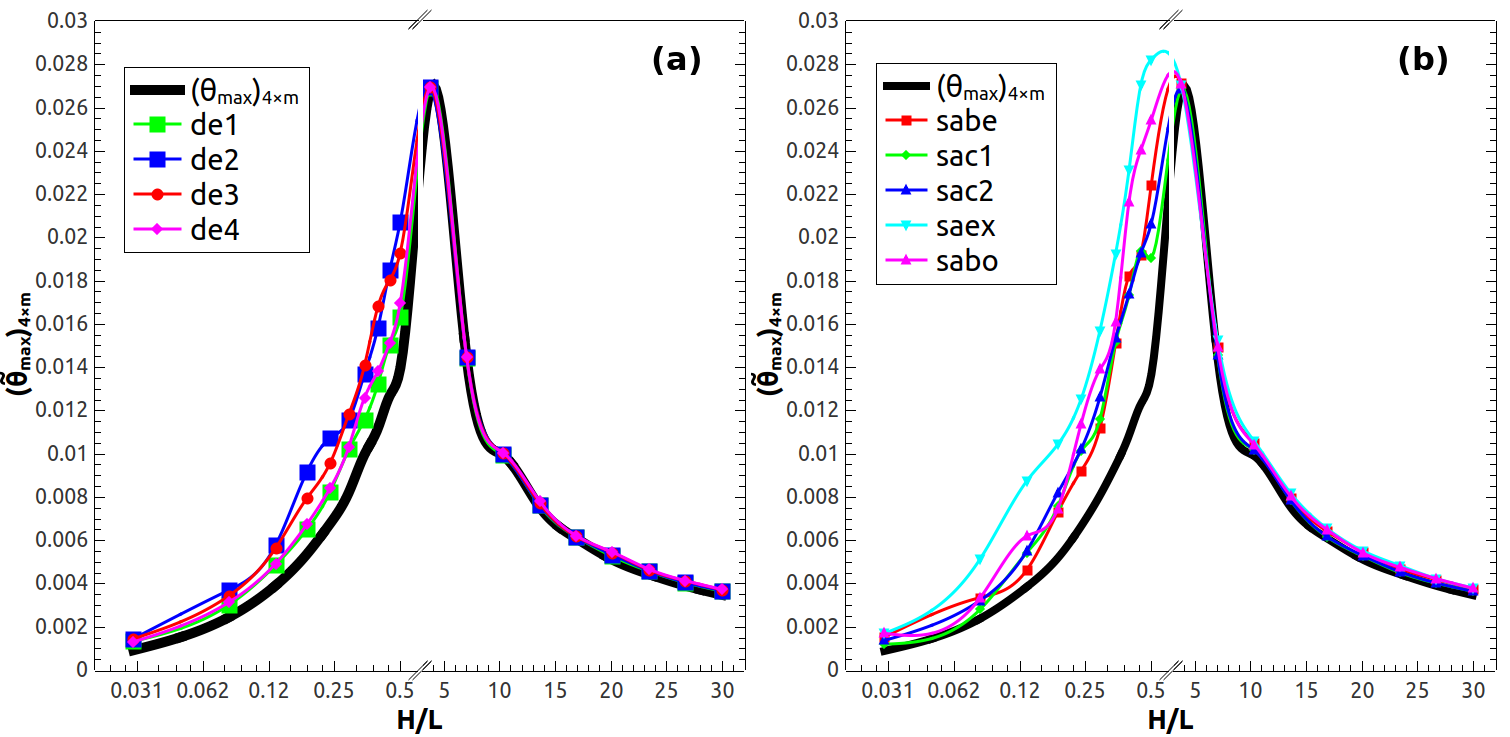 (a)
(θmax)4×m
de1
de2
de3
de4
0.03
0.028
0.026
0.024
0.022
0.02
0.018
0.016
0.014
0.012
0.01
0.008
0.006
0.004
0.002
0
(θ̃max)4×m
0.031 0.062 0.12 0.25 0.5 5 10 15 20 25 30
H/L
(b)
(θmax)4×m
sabe
sac1
sac2
saex
sabo
0.03
0.028
0.026
0.024
0.022
0.02
0.018
0.016
0.014
0.012
0.01
0.008
0.006
0.004
0.002
0
(θ̃max)4×m
0.031 0.062 0.12 0.25 0.5 5 10 15 20 25 30
H/L